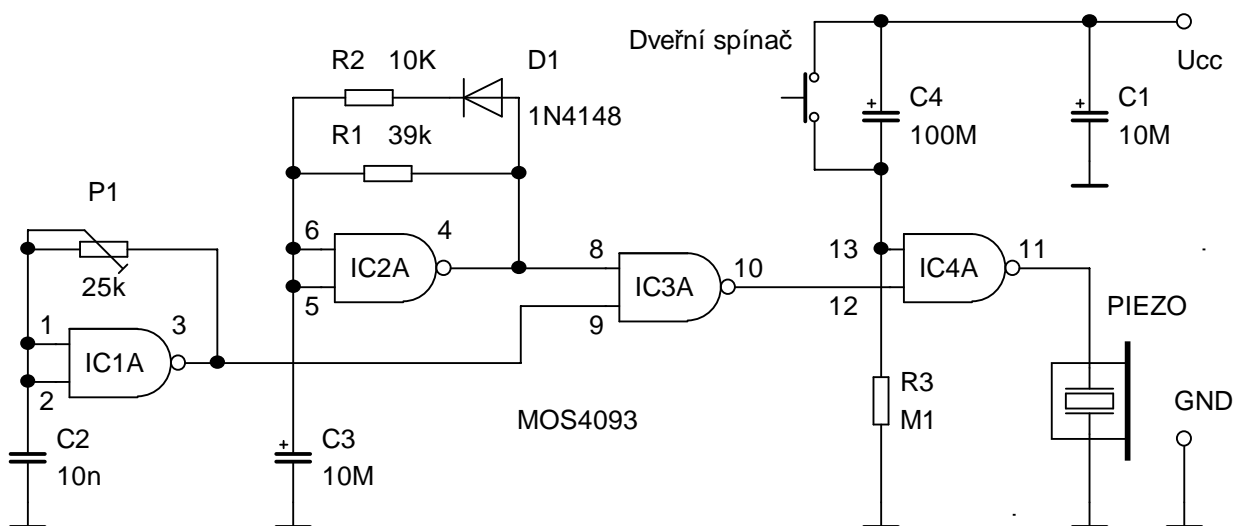 Dveřní spínač
Ucc
R2 10K
D1
1N4148
C4
100M
C1
10M
R1 39k
P1
25k
6
4
5
IC2A
8
10
9
IC3A
13
11
12
IC4A
1
3
2
IC1A
PIEZO
R3
M1
GND
MOS4093
C2
10n
+
C3
10M
+
+